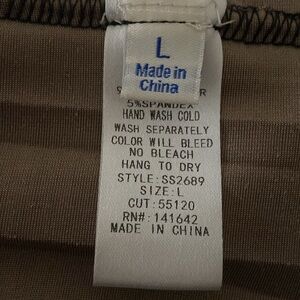 L
Made in
China
5%SPANDEX
HAND WASH COLD
WASH SEPARATELY
COLOR WILL BLEED
NO BLEACH
HANG TO DRY
STYLE:SS2689
SIZE:L
CUT:55120
RN#:141642
MADE IN CHINA